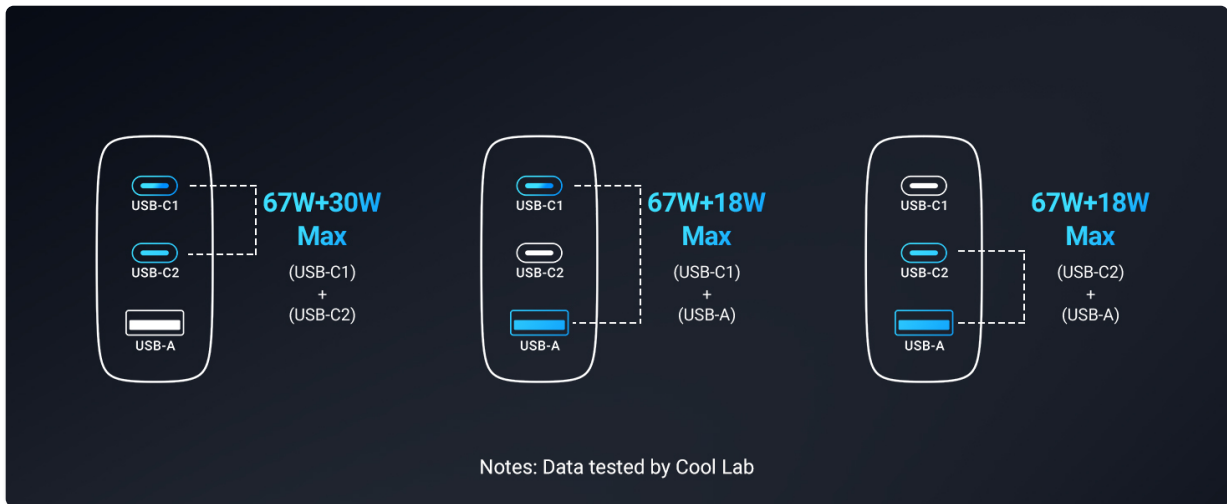 USB-C1
USB-C2
USB-A
67W+30W
Max
(USB-C1)
+
(USB-C2)
USB-C1
USB-C2
USB-A
67W+18W
Max
(USB-C1)
+
(USB-A)
USB-C1
USB-C2
USB-A
67W+18W
Max
(USB-C2)
+
(USB-A)
Notes: Data tested by Cool Lab